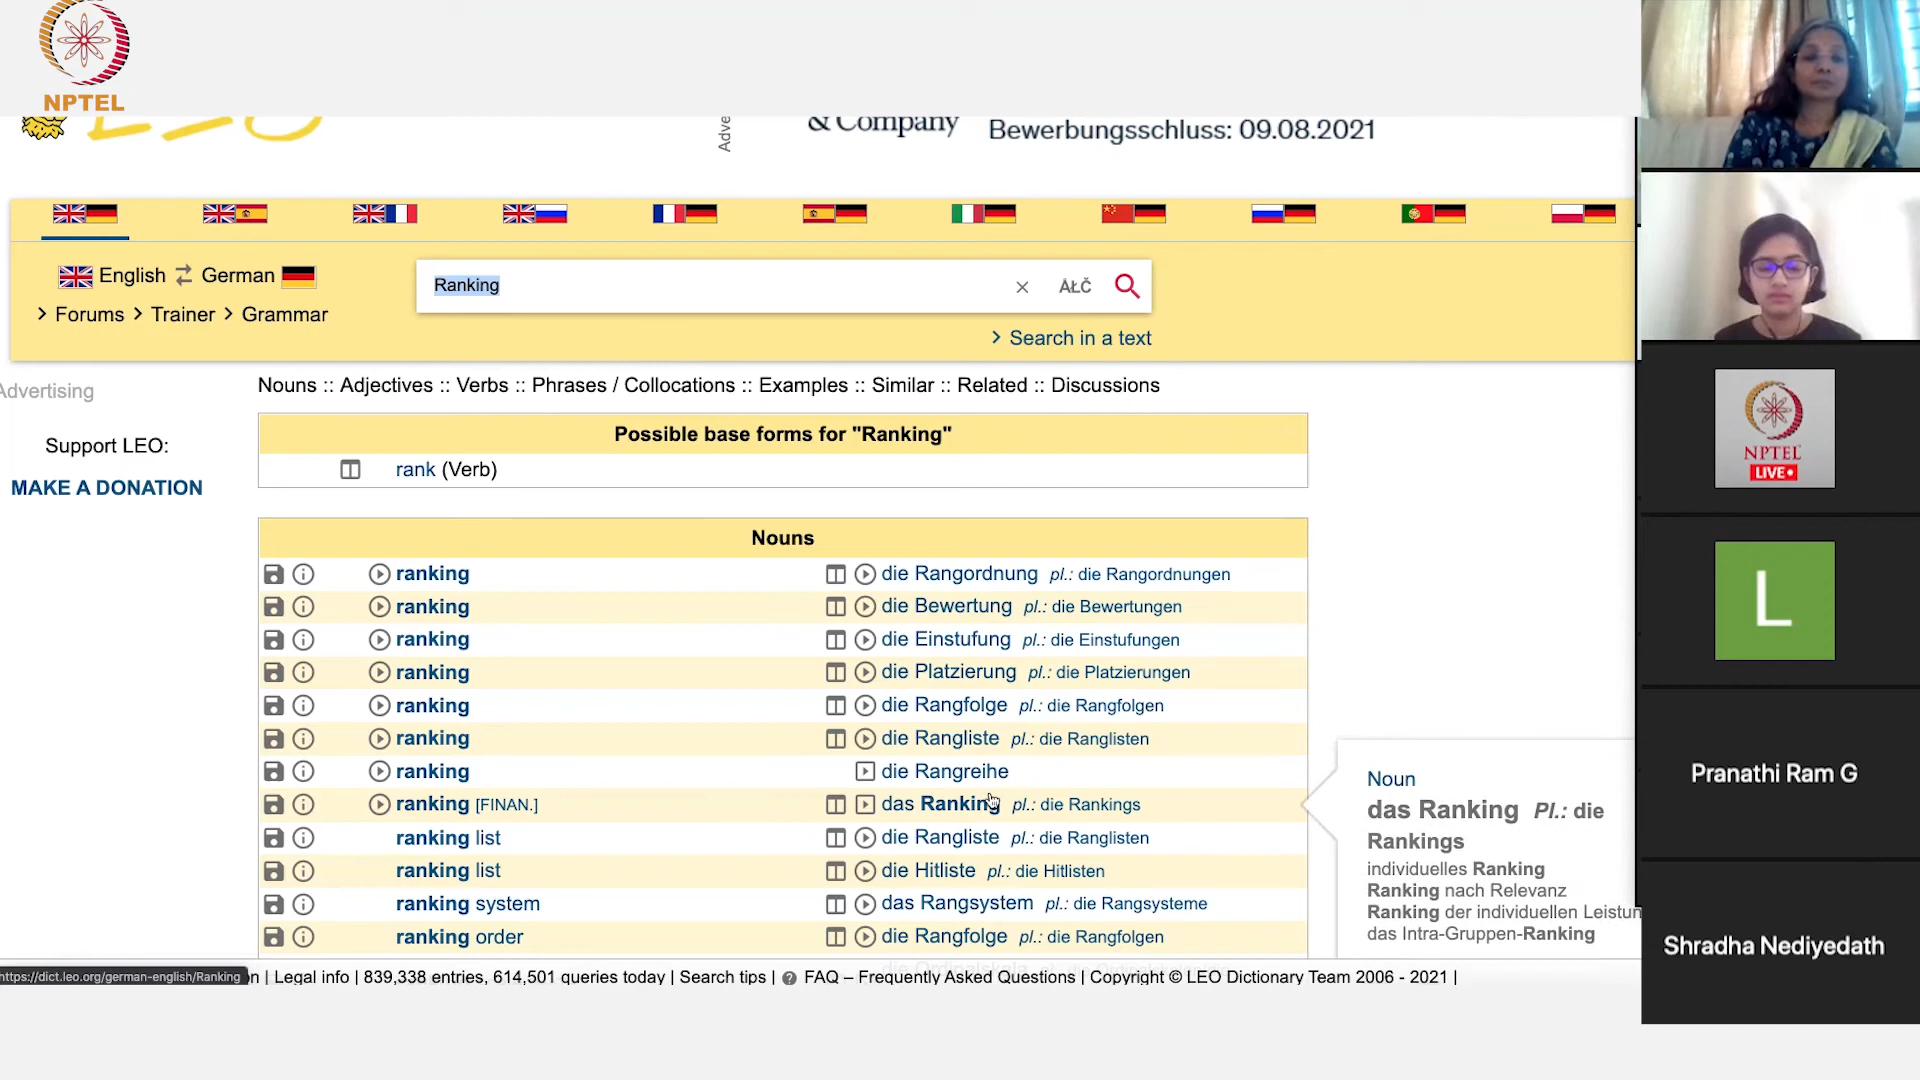 NPTEL
& Company
Bewerbungsschluss: 09.08.2021
Adve
English German
Forums Trainer Grammar
Ranking
ÅŁČ
Search in a text
Advertising
Support LEO:
MAKE A DONATION
Nouns :: Adjectives :: Verbs :: Phrases / Collocations :: Examples :: Similar :: Related :: Discussions
Possible base forms for "Ranking"
rank (Verb)
Nouns
ranking die Rangordnung pl.: die Rangordnungen
ranking die Bewertung pl.: die Bewertungen
ranking die Einstufung pl.: die Einstufungen
ranking die Platzierung pl.: die Platzierungen
ranking die Rangfolge pl.: die Rangfolgen
ranking die Rangliste pl.: die Ranglisten
ranking die Rangreihe
ranking [FINAN.] das Ranking pl.: die Rankings
ranking list die Rangliste pl.: die Ranglisten
ranking list die Hitliste pl.: die Hitlisten
ranking system das Rangsystem pl.: die Rangsysteme
ranking order die Rangfolge pl.: die Rangfolgen
Noun
das Ranking Pl.: die
Rankings
individuelles Ranking
Ranking nach Relevanz
Ranking der individuellen Leistun
das Intra-Gruppen-Ranking
https://dict.leo.org/german-english/Ranking
n | Legal info | 839,338 entries, 614,501 queries today | Search tips | ? FAQ – Frequently Asked Questions | Copyright © LEO Dictionary Team 2006 - 2021 |
NPTEL
LIVE
L
Pranathi Ram G
Shradha Nediyedath